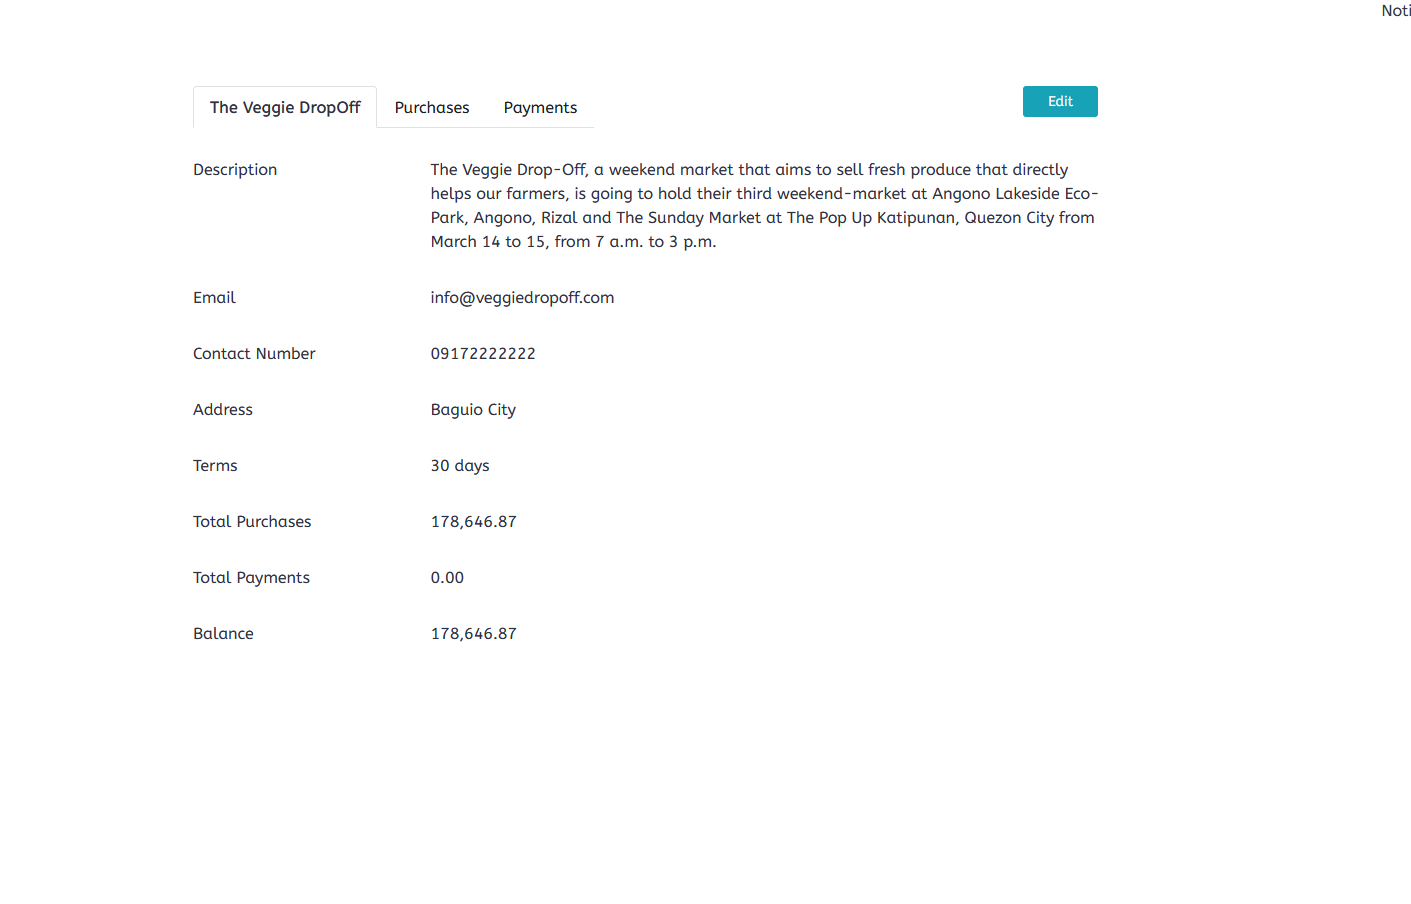 Noti
The Veggie DropOff Purchases Payments Edit
Description The Veggie Drop-Off, a weekend market that aims to sell fresh produce that directly
helps our farmers, is going to hold their third weekend-market at Angono Lakeside Eco-
Park, Angono, Rizal and The Sunday Market at The Pop Up Katipunan, Quezon City from
March 14 to 15, from 7 a.m. to 3 p.m.
Email info@veggiedropoff.com
Contact Number 09172222222
Address Baguio City
Terms 30 days
Total Purchases 178,646.87
Total Payments 0.00
Balance 178,646.87